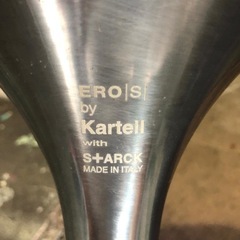 ERO|S|
by
Kartell
with
S+ARCK
MADE IN ITALY